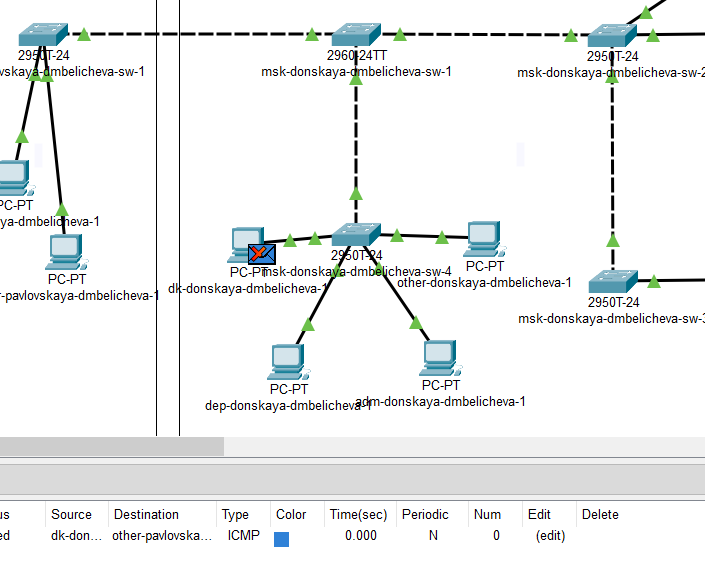 2950T-24
vskaya-dmbelicheva-sw-1
2960-24TT
msk-donskaya-dmbelicheva-sw-1
2950T-24
msk-donskaya-dmbelicheva-sw-2
PC-PT
ya-dmbelicheva-1
PC-PT
r-pavlovskaya-dmbelicheva-1
PC-PT
dk-donskaya-dmbelicheva-1
2950T-24
msk-donskaya-dmbelicheva-sw-4
PC-PT
other-donskaya-dmbelicheva-1
2950T-24
msk-donskaya-dmbelicheva-sw-3
PC-PT
dep-donskaya-dmbelicheva-1
PC-PT
adm-donskaya-dmbelicheva-1
us Source Destination Type Color Time(sec) Periodic Num Edit Delete
ed dk-don... other-pavlovska... ICMP 0.000 N 0 (edit)